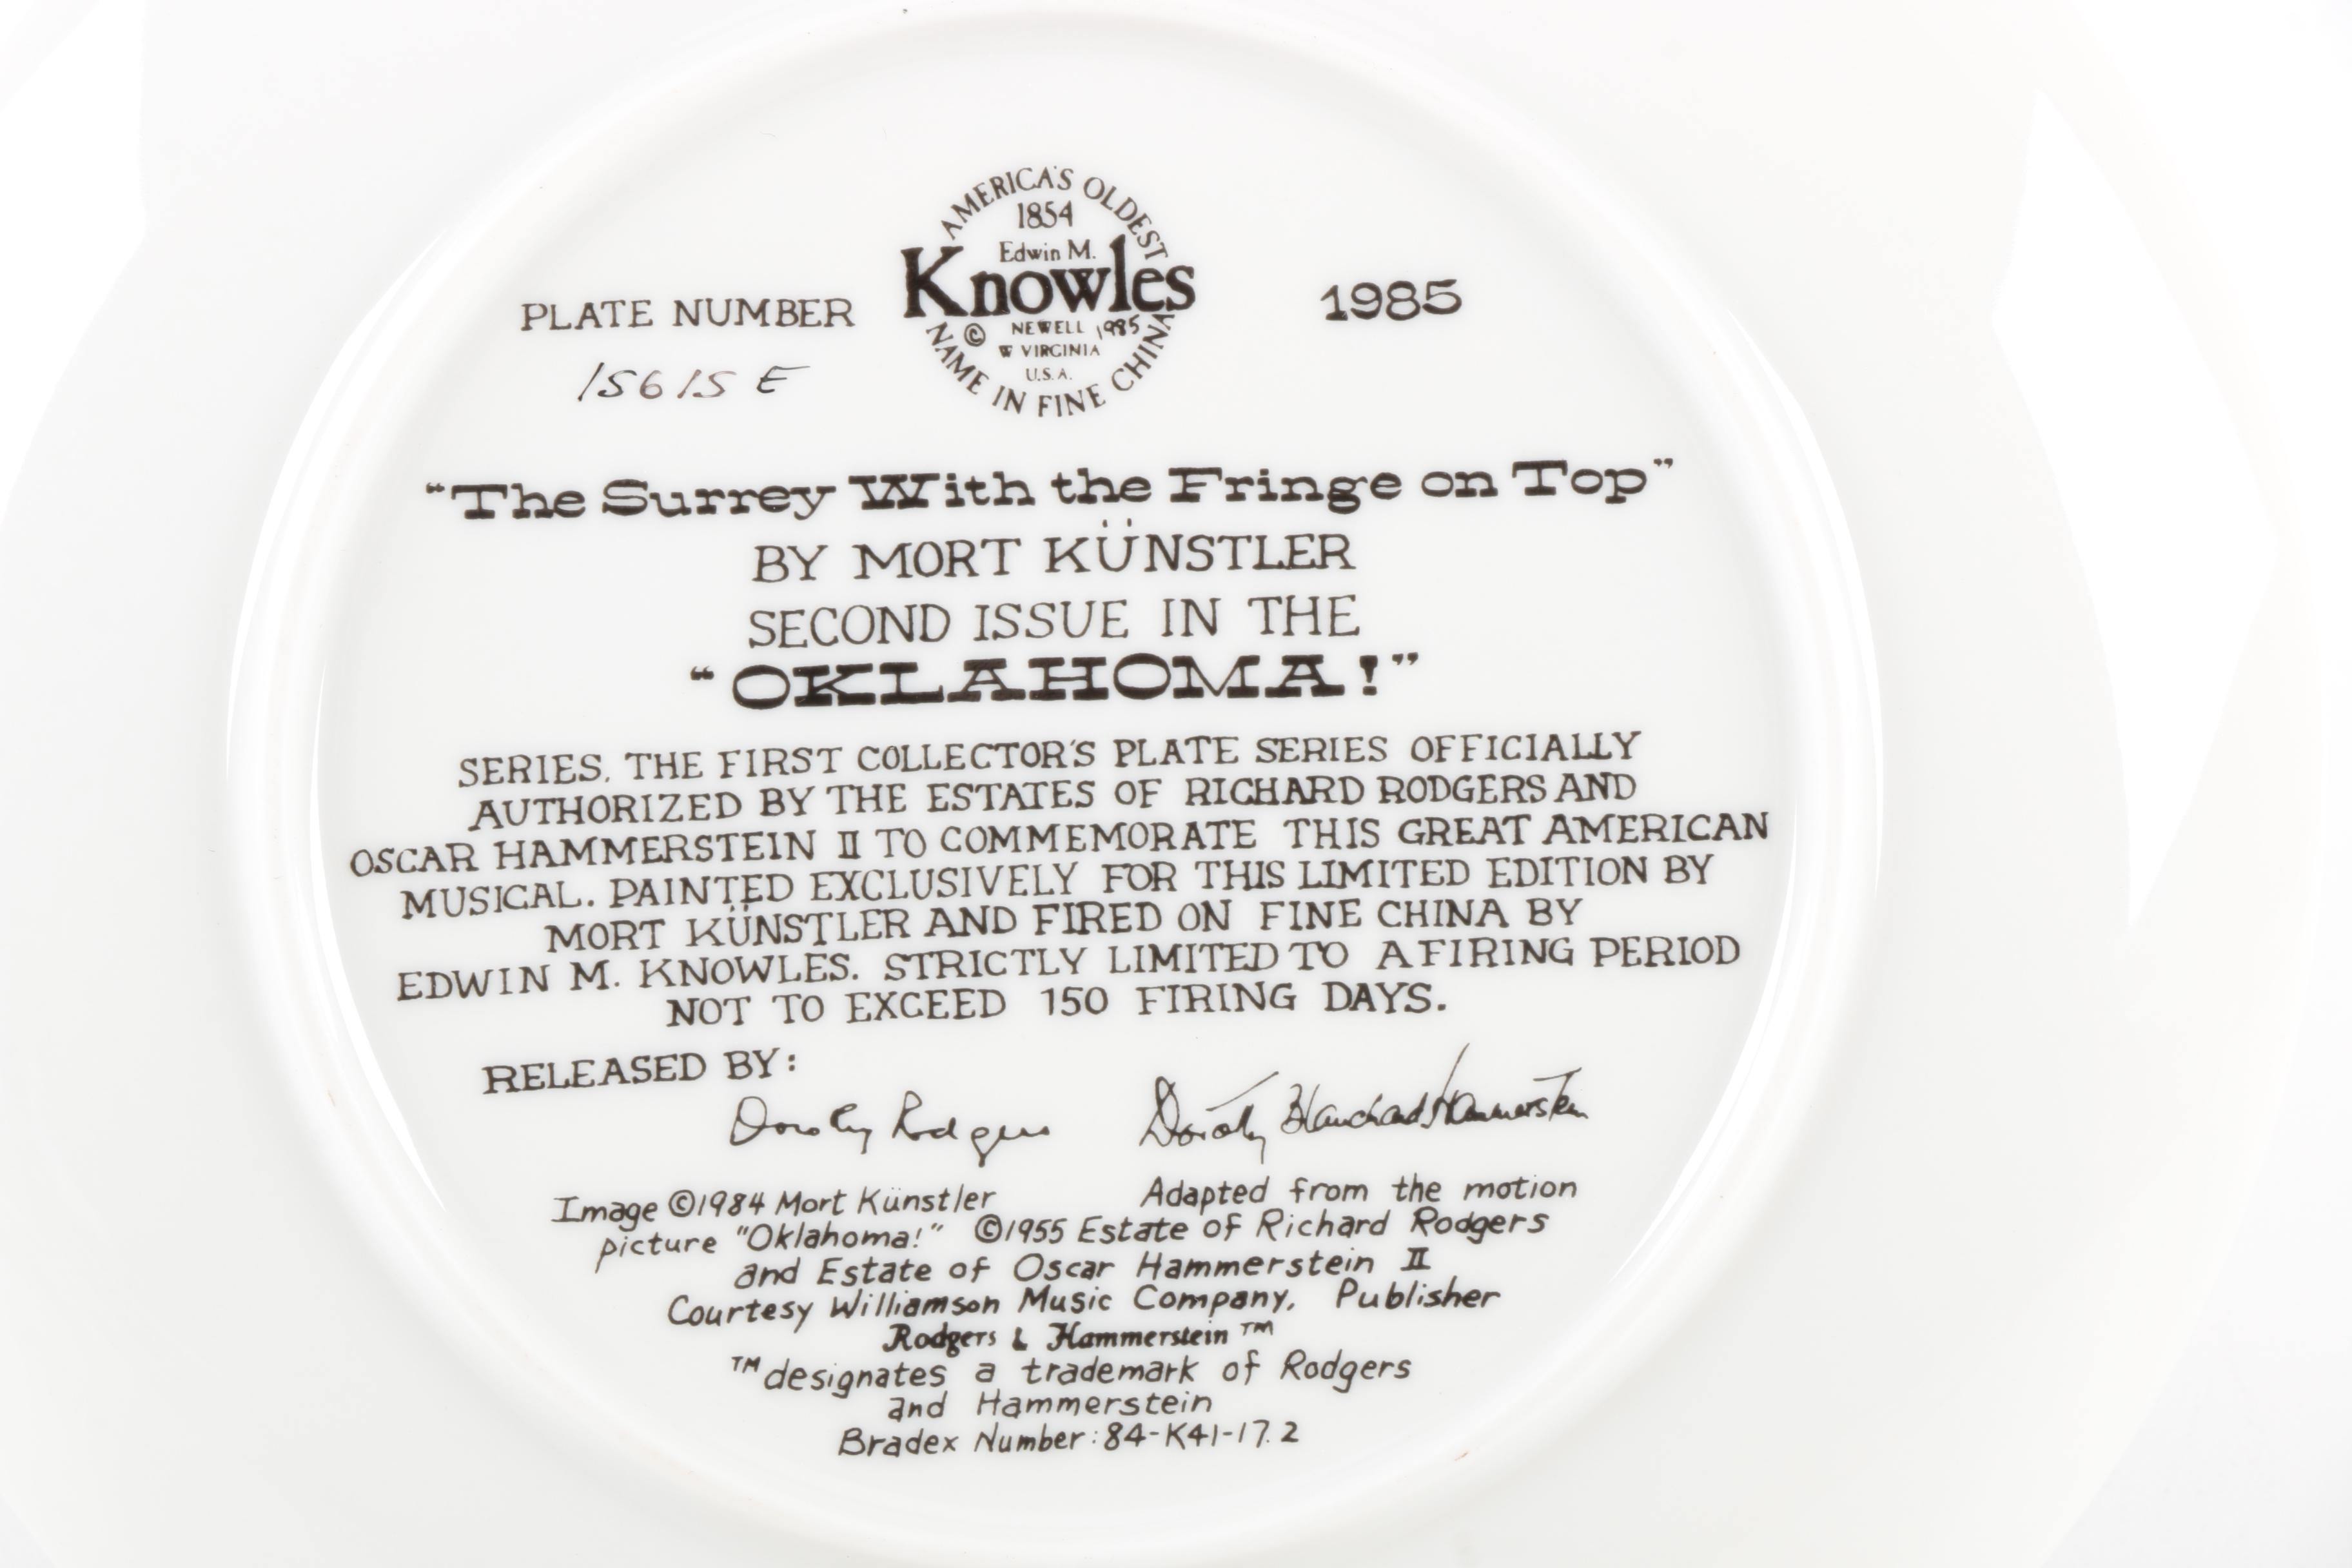 AMERICA'S OLDEST
1854
Edwin M.
Knowles
© NEWELL 1985
W VIRGINIA
U.S.A.
NAME IN FINE CHINA
PLATE NUMBER
15615 E
1985
“The Surrey With the Fringe on Top”
BY MORT KÜNSTLER
SECOND ISSUE IN THE
“OKLAHOMA!”
SERIES. THE FIRST COLLECTOR'S PLATE SERIES OFFICIALLY
AUTHORIZED BY THE ESTATES OF RICHARD RODGERS AND
OSCAR HAMMERSTEIN II TO COMMEMORATE THIS GREAT AMERICAN
MUSICAL. PAINTED EXCLUSIVELY FOR THIS LIMITED EDITION BY
MORT KÜNSTLER AND FIRED ON FINE CHINA BY
EDWIN M. KNOWLES. STRICTLY LIMITED TO A FIRING PERIOD
NOT TO EXCEED 150 FIRING DAYS.
RELEASED BY:
Dorothy Rodgers Dorothy Blanchard Hammerstein
Image ©1984 Mort Künstler Adapted from the motion
picture "Oklahoma!" ©1955 Estate of Richard Rodgers
and Estate of Oscar Hammerstein II
Courtesy Williamson Music Company, Publisher
Rodgers & Hammerstein™
™designates a trademark of Rodgers
and Hammerstein
Bradex Number: 84-K41-17.2